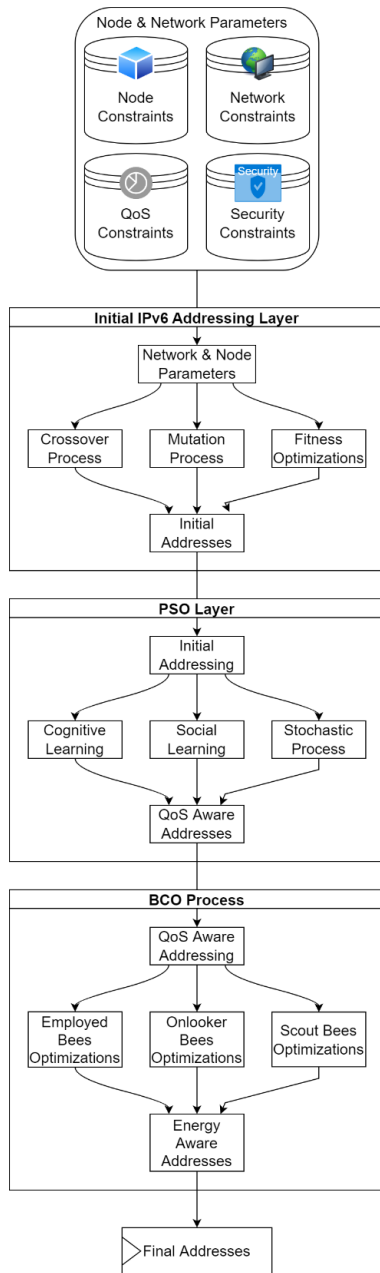 Node & Network Parameters
Node
Constraints
Network
Constraints
QoS
Constraints
Security
Security
Constraints
Initial IPv6 Addressing Layer
Network & Node
Parameters
Crossover
Process
Mutation
Process
Fitness
Optimizations
Initial
Addresses
PSO Layer
Initial
Addressing
Cognitive
Learning
Social
Learning
Stochastic
Process
QoS Aware
Addresses
BCO Process
QoS Aware
Addressing
Employed
Bees
Optimizations
Onlooker
Bees
Optimizations
Scout Bees
Optimizations
Energy
Aware
Addresses
Final Addresses